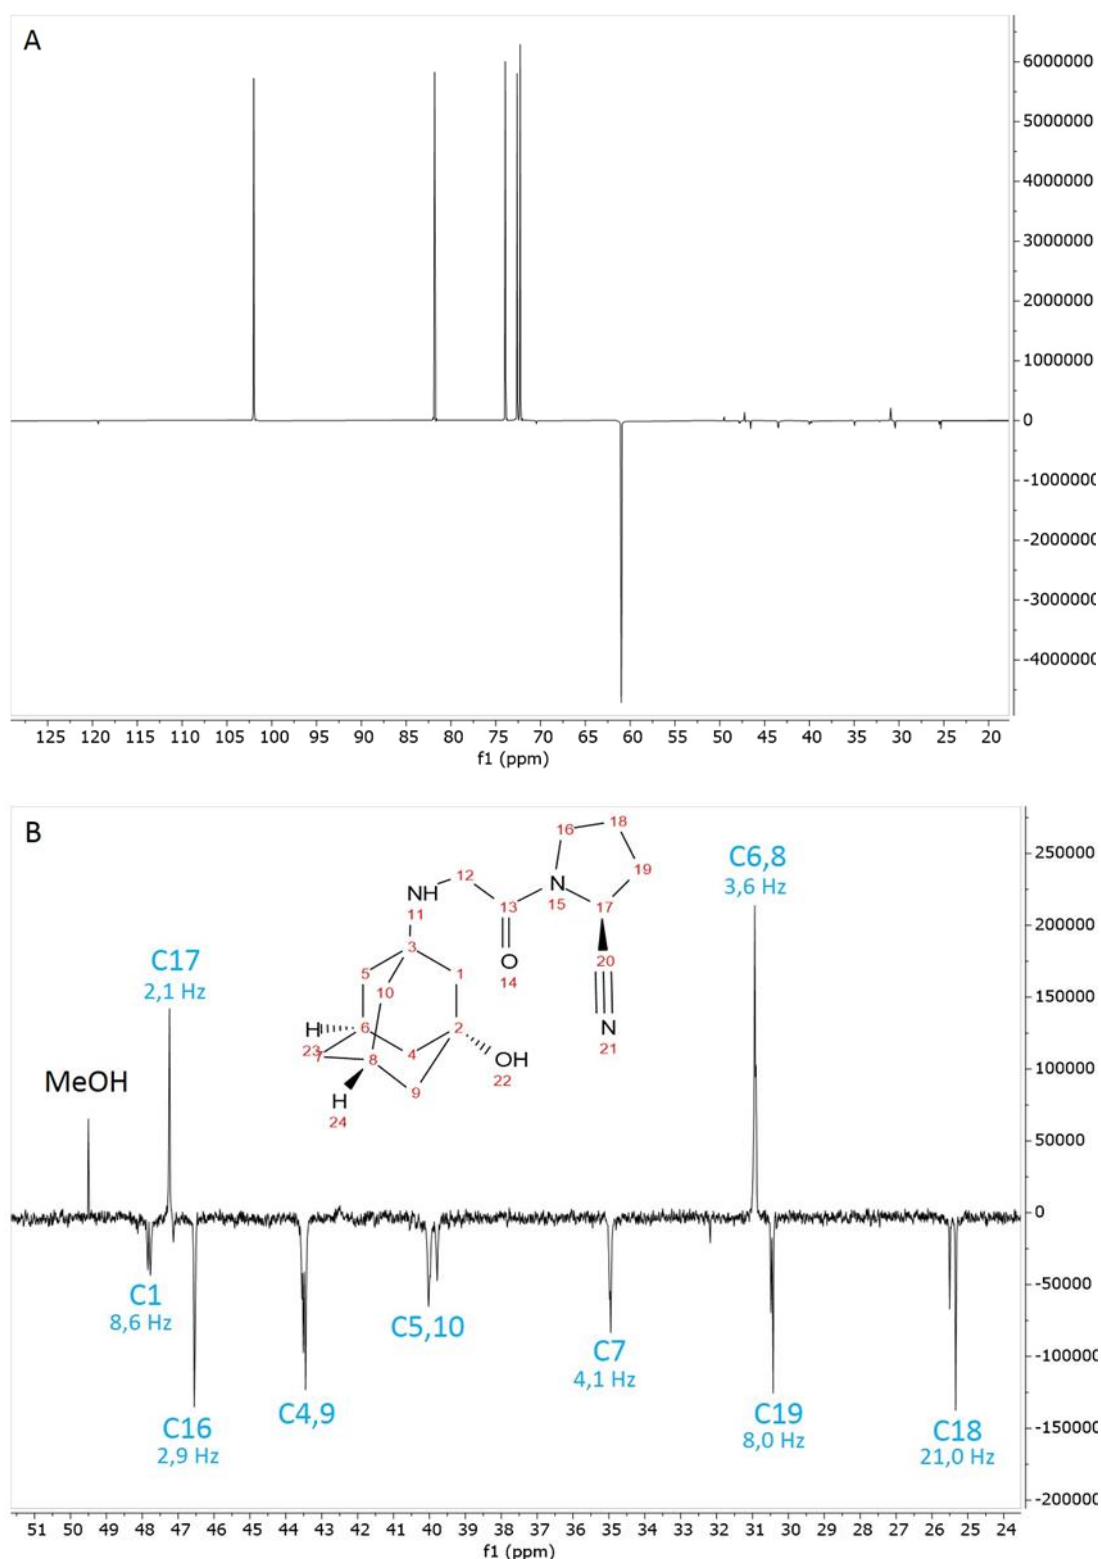 A
6000000
5000000
4000000
3000000
2000000
1000000
0
-1000000
-2000000
-3000000
-4000000
125 120 115 110 105 100 95 90 85 80 75 70 65 60 55 50 45 40 35 30 25 20
f1 (ppm)
B
250000
200000
150000
100000
50000
0
-50000
-100000
-150000
-200000
C17
2,1 Hz
MeOH
C1
8,6 Hz
C16
2,9 Hz
C4,9
C5,10
C7
4,1 Hz
C6,8
3,6 Hz
C19
8,0 Hz
C18
21,0 Hz
16 18
12 19
NH N
11 13 15 17
3 O 20
5 1 14
10 N
H 6 2 21
23 4 OH
7 8 22
9
H
24
51 50 49 48 47 46 45 44 43 42 41 40 39 38 37 36 35 34 33 32 31 30 29 28 27 26 25 24
f1 (ppm)